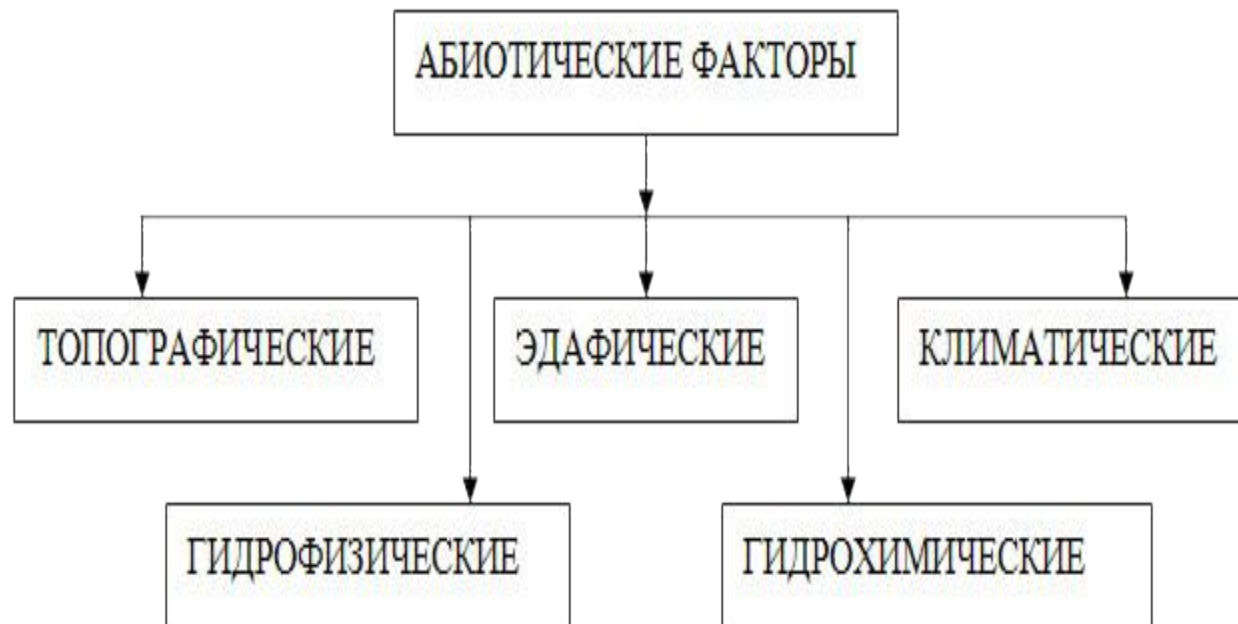 АБИОТИЧЕСКИЕ ФАКТОРЫ
ТОПОГРАФИЧЕСКИЕ
ЭДАФИЧЕСКИЕ
КЛИМАТИЧЕСКИЕ
ГИДРОФИЗИЧЕСКИЕ
ГИДРОХИМИЧЕСКИЕ